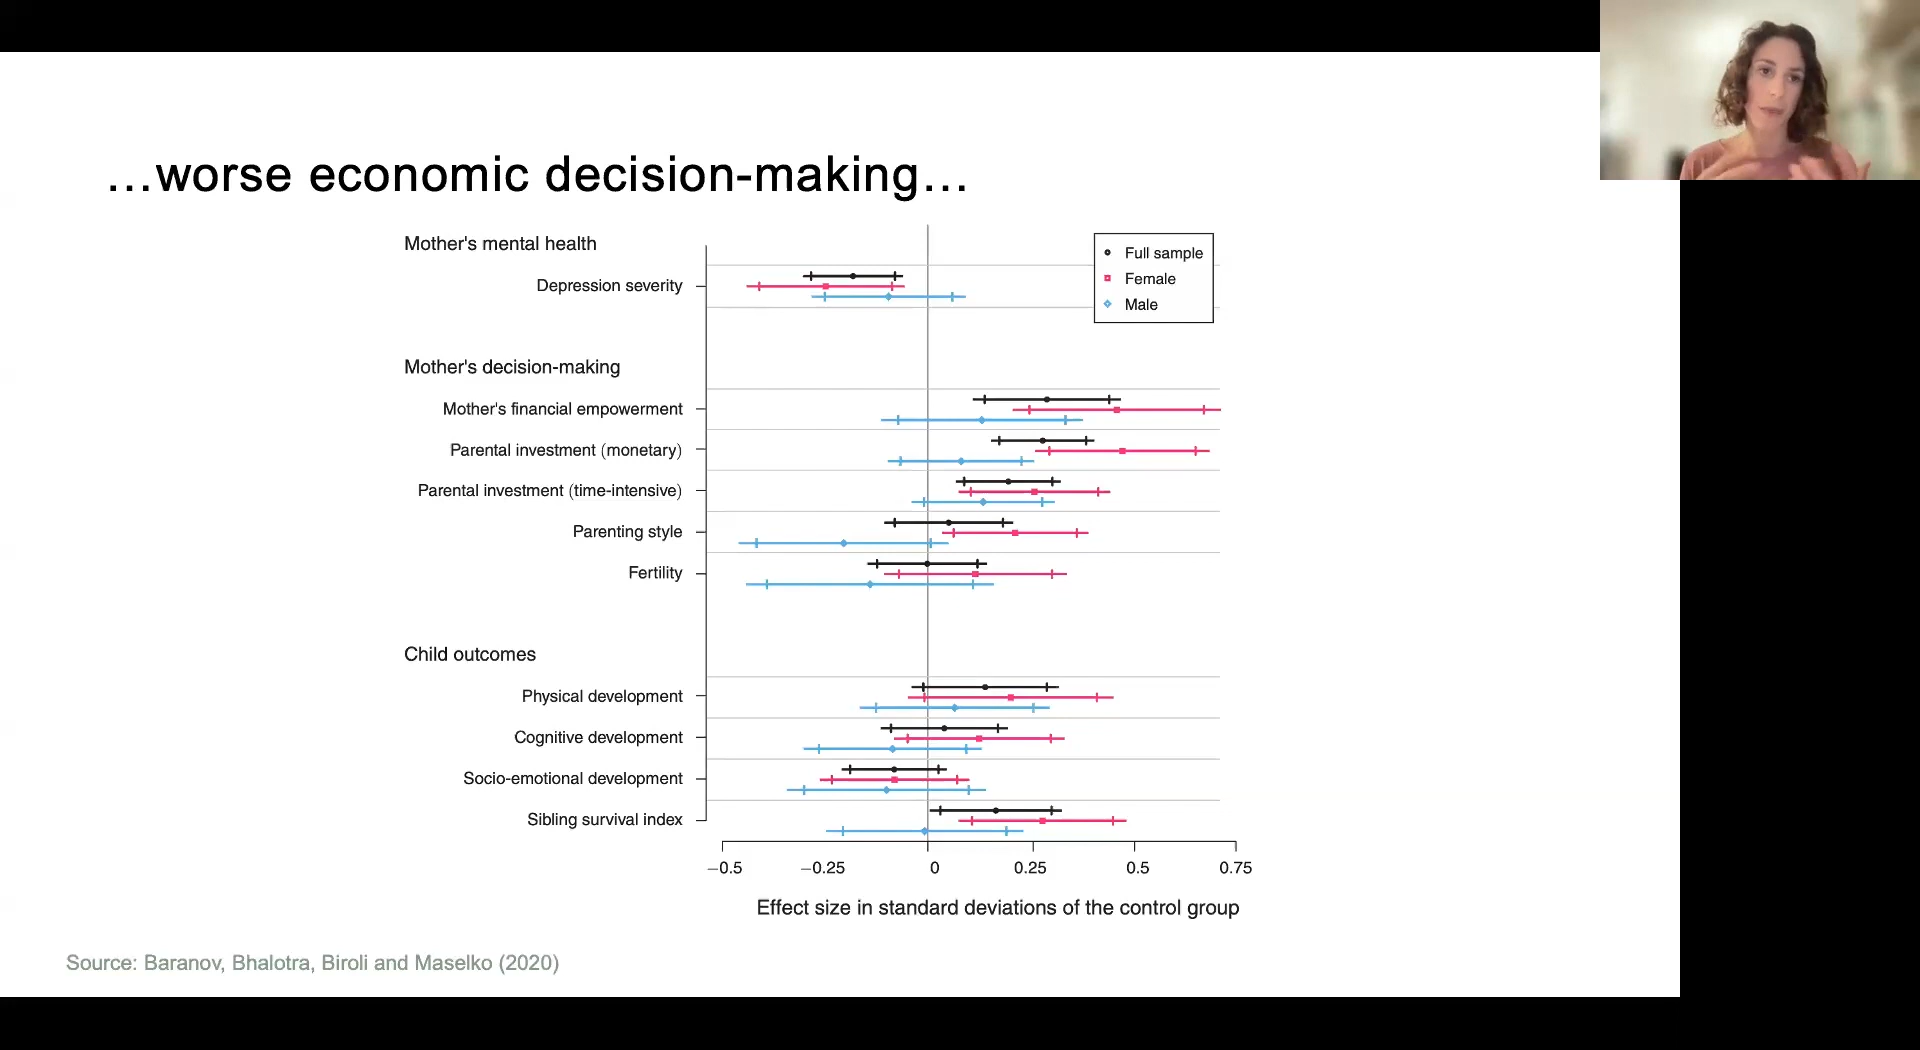 ...worse economic decision-making...
Mother's mental health
Full sample
Female
Male
Depression severity
Mother's decision-making
Mother's financial empowerment
Parental investment (monetary)
Parental investment (time-intensive)
Parenting style
Fertility
Child outcomes
Physical development
Cognitive development
Socio-emotional development
Sibling survival index
−0.5 −0.25 0 0.25 0.5 0.75
Effect size in standard deviations of the control group
Source: Baranov, Bhalotra, Biroli and Maselko (2020)